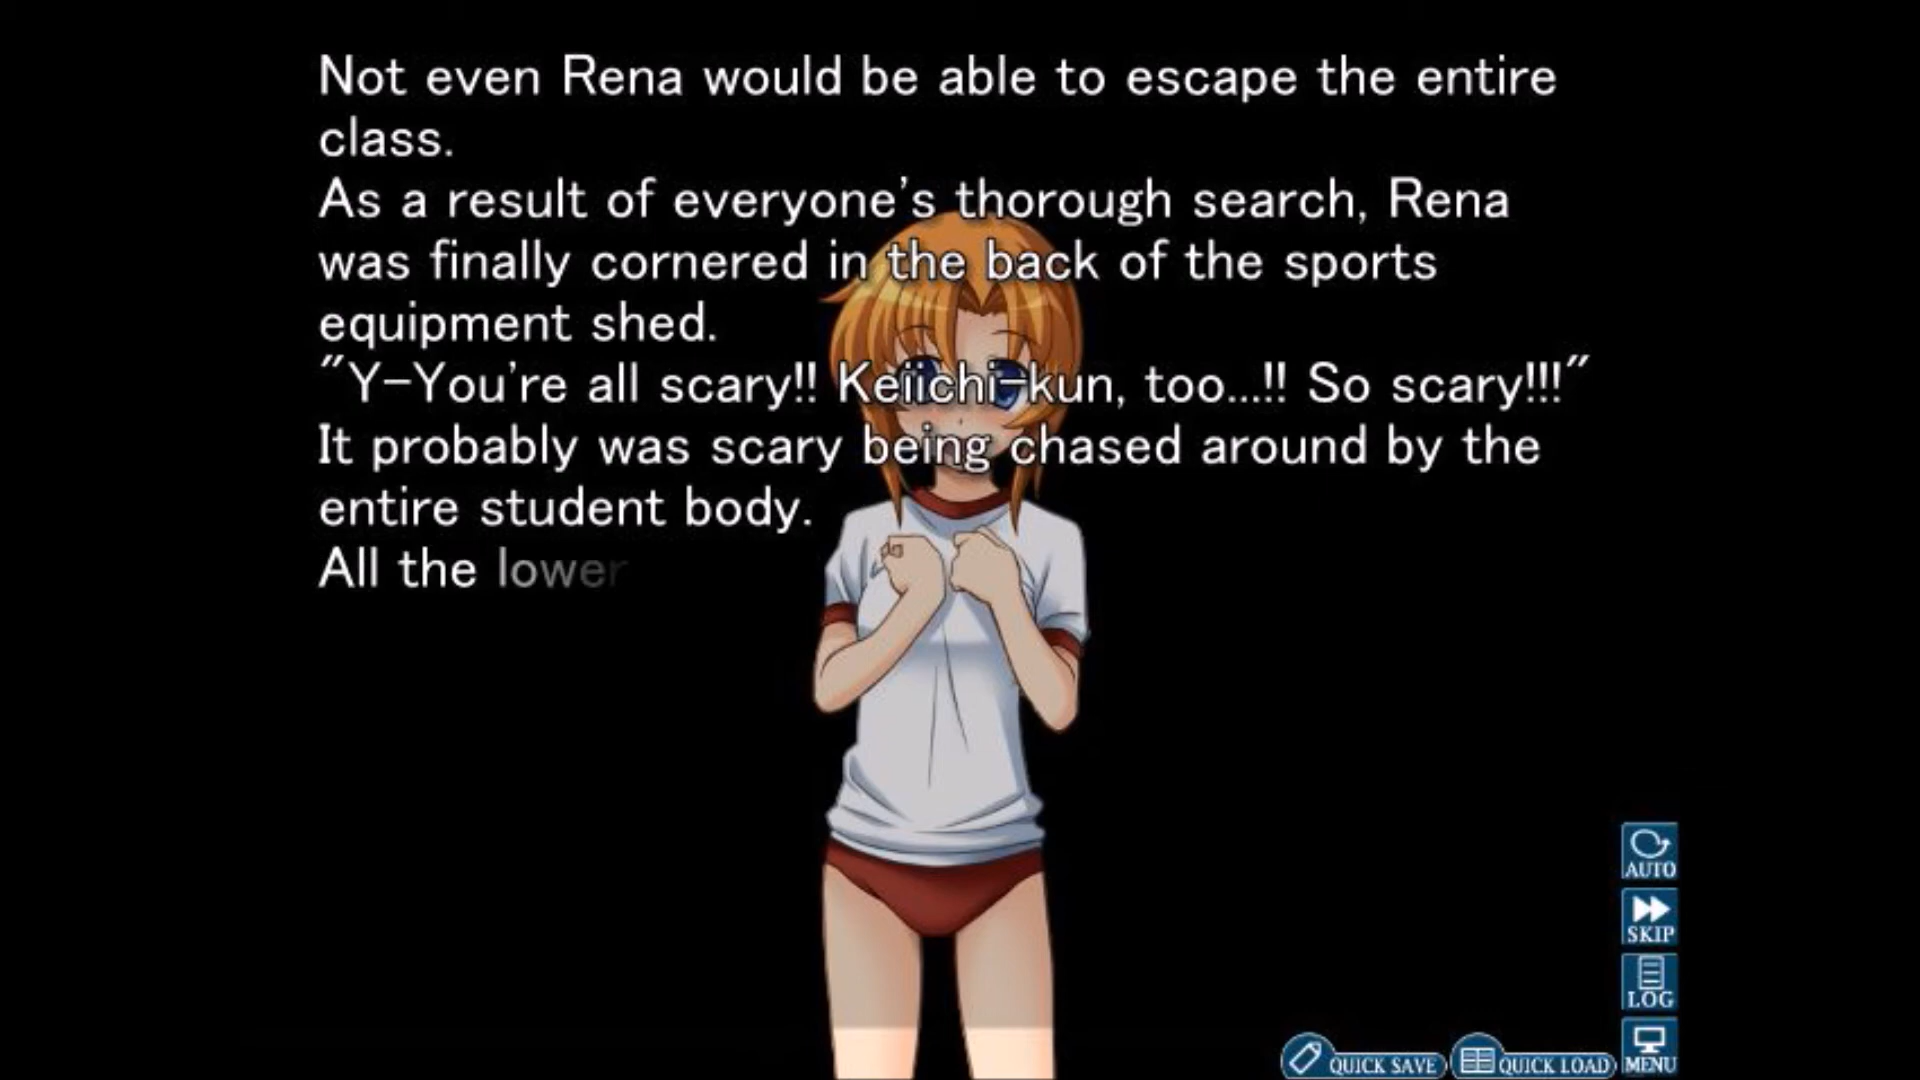 Not even Rena would be able to escape the entire
class.
As a result of everyone's thorough search, Rena
was finally cornered in the back of the sports
equipment shed.
"Y-You're all scary!! Keiichi-kun, too...!! So scary!!!"
It probably was scary being chased around by the
entire student body.
All the lower
AUTO
SKIP
LOG
QUICK SAVE
QUICK LOAD
MENU